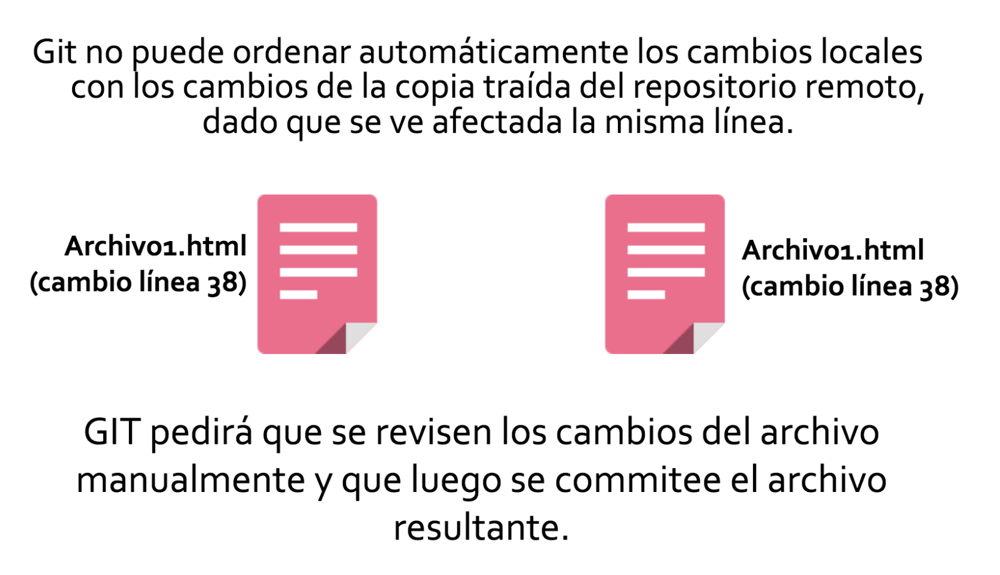 Git no puede ordenar automáticamente los cambios locales
con los cambios de la copia traída del repositorio remoto,
dado que se ve afectada la misma línea.
Archivo1.html
(cambio línea 38)
Archivo1.html
(cambio línea 38)
GIT pedirá que se revisen los cambios del archivo
manualmente y que luego se commitee el archivo
resultante.